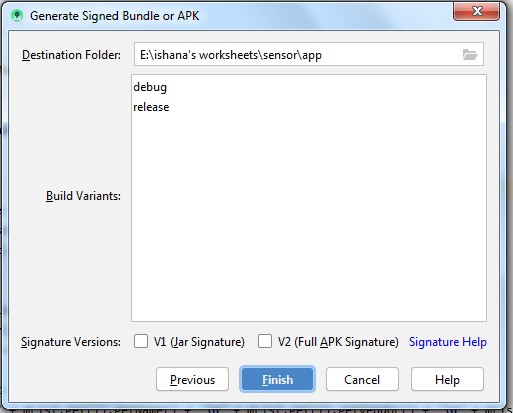 Generate Signed Bundle or APK
Destination Folder: E:\ishana's worksheets\sensor\app
debug
release
Build Variants:
Signature Versions: V1 (Jar Signature) V2 (Full APK Signature) Signature Help
Previous Finish Cancel Help